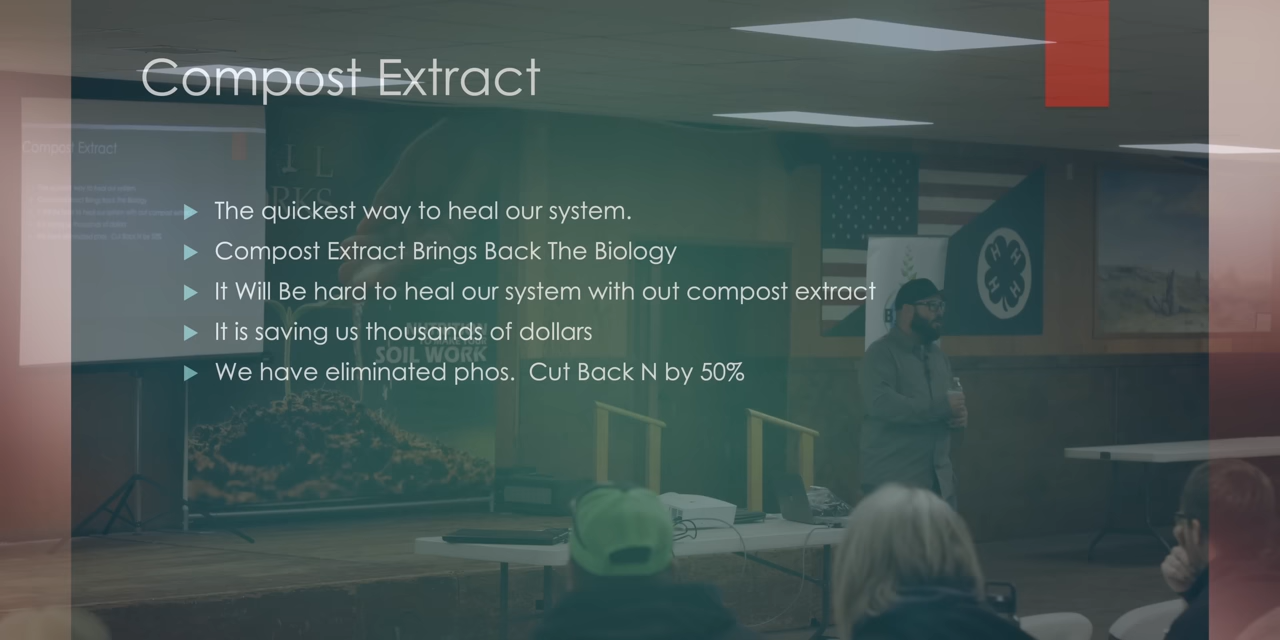 Compost Extract
The quickest way to heal our system.
Compost Extract Brings Back The Biology
It Will Be hard to heal our system with out compost extract
It is saving us thousands of dollars
We have eliminated phos.  Cut Back N by 50%
Compost Extract
SOIL WORK
H H
H H